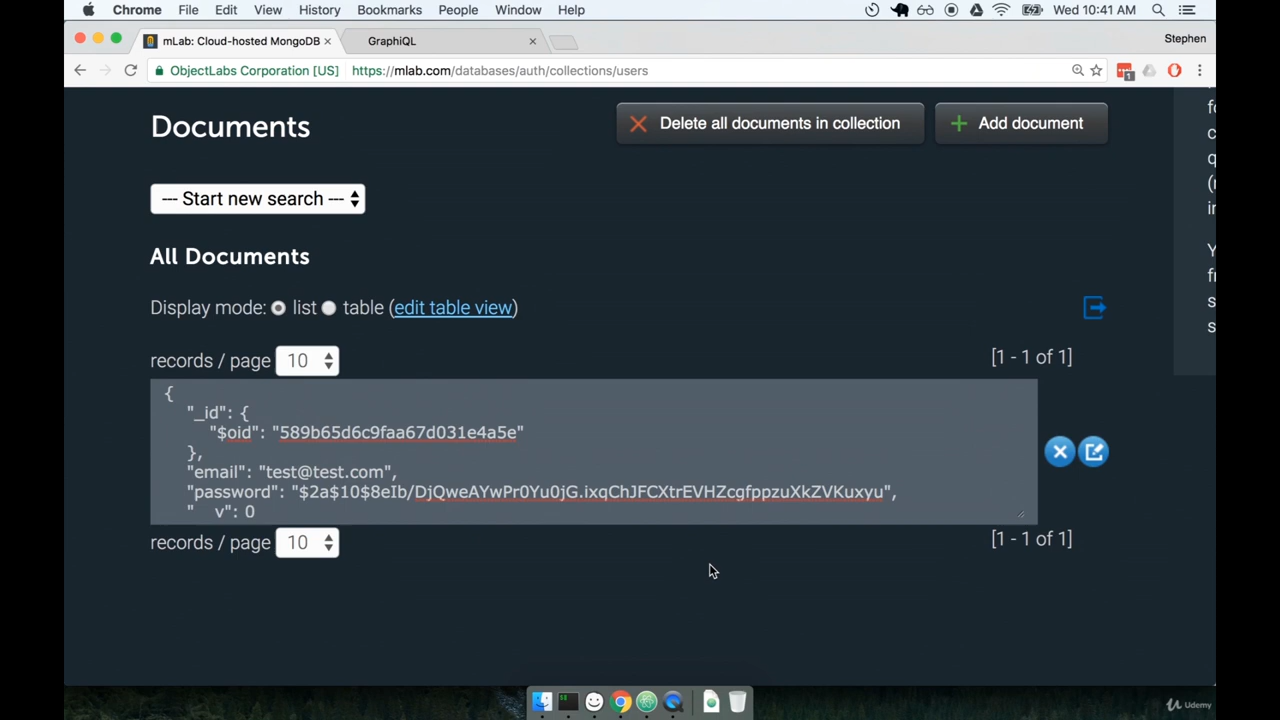 Chrome File Edit View History Bookmarks People Window Help Wed 10:41 AM
mLab: Cloud-hosted MongoDB × GraphiQL × Stephen
ObjectLabs Corporation [US] https://mlab.com/databases/auth/collections/users 1
Documents
Delete all documents in collection
Add document
--- Start new search ---
All Documents
Display mode: list table (edit table view)
records / page 10 [1 - 1 of 1]
{
"_id": {
"$oid": "589b65d6c9faa67d031e4a5e"
},
"email": "test@test.com",
"password": "$2a$10$8eIb/DjQweAYwPr0Yu0jG.ixqChJFCXtrEVHZcgfppzuXkZVKuxyu",
"__v": 0
records / page 10 [1 - 1 of 1]
Udemy